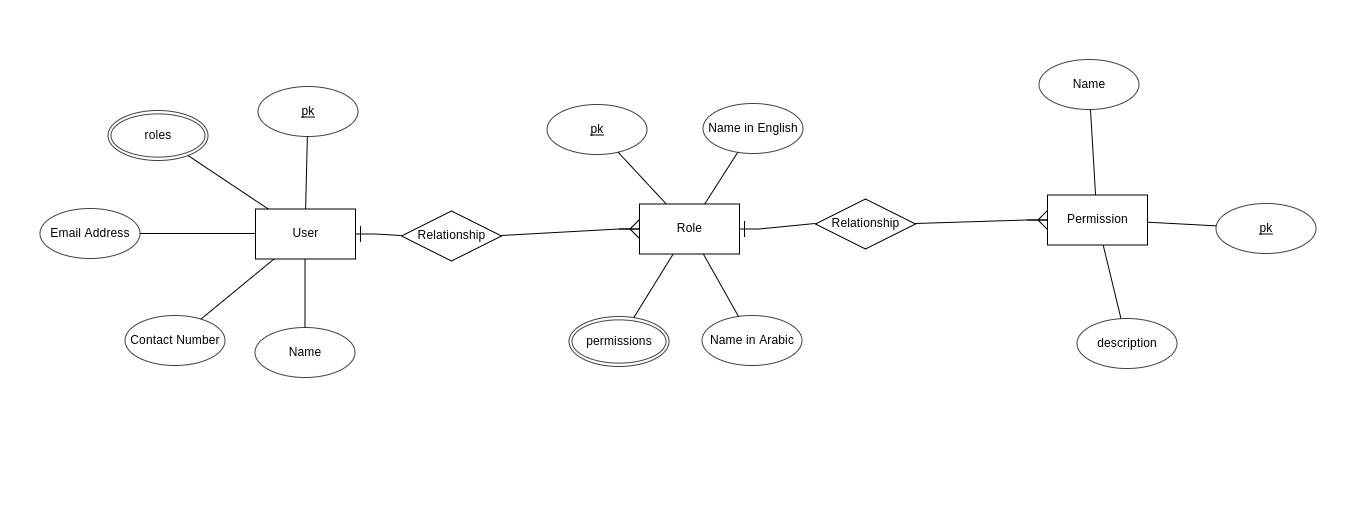 Name
pk
Name in English
pk
roles
Email Address
User
Relationship
Role
Relationship
Permission
pk
Contact Number
Name
permissions
Name in Arabic
description